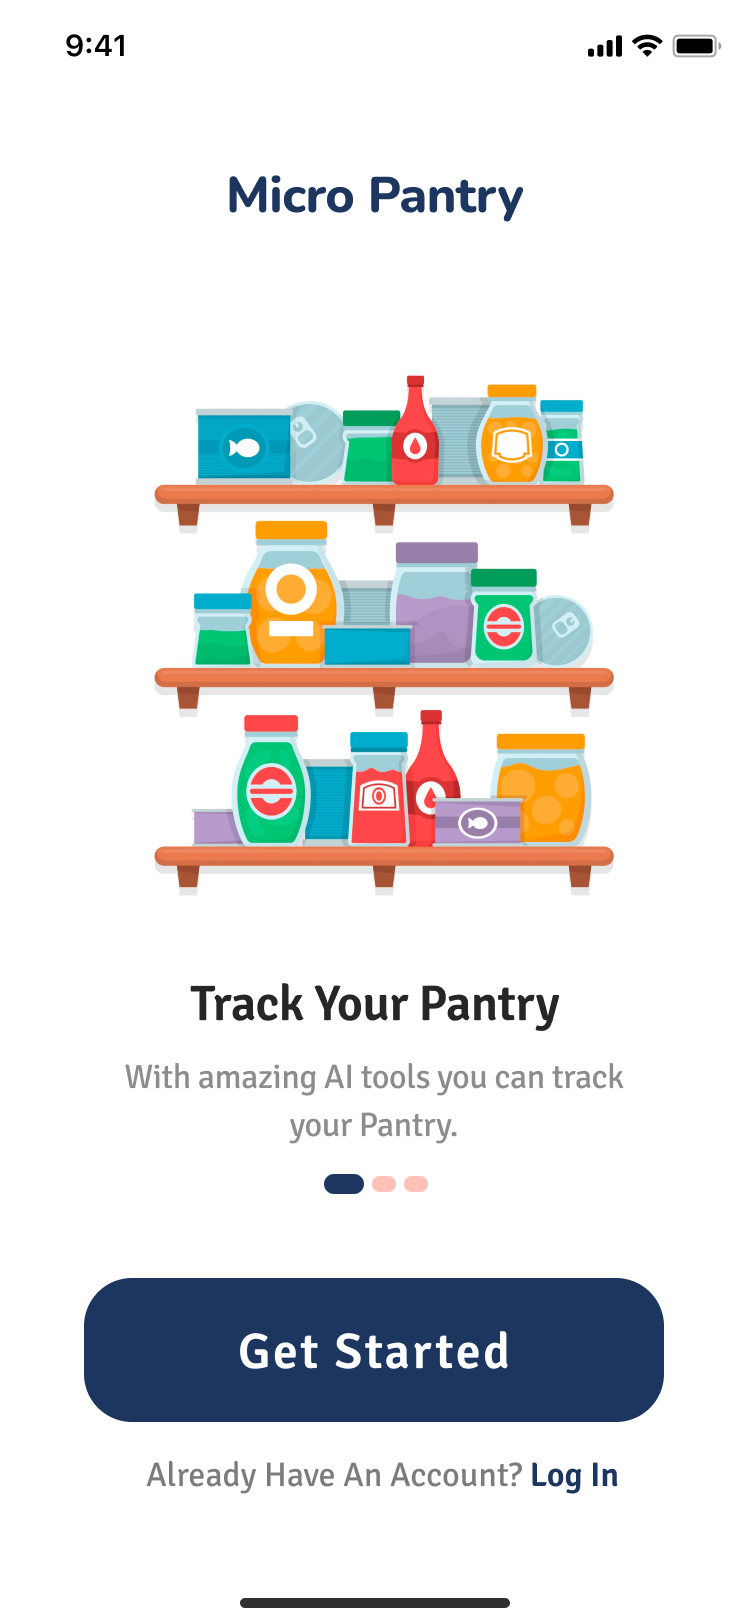 9:41
Micro Pantry
Track Your Pantry
With amazing AI tools you can track
your Pantry.
Get Started
Already Have An Account? Log In